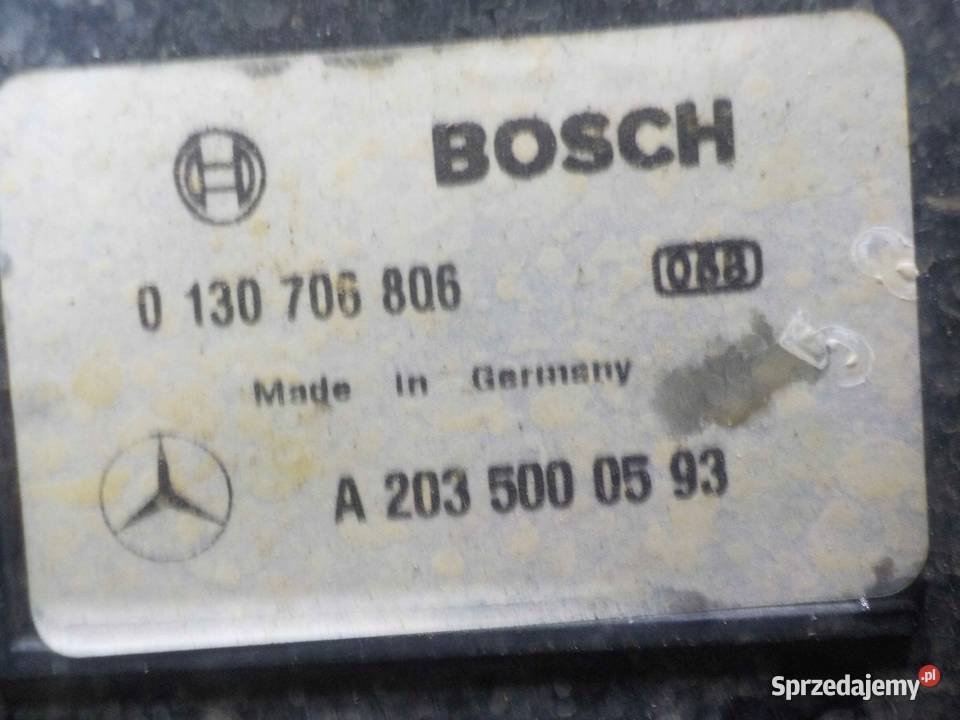 BOSCH
0 130 706 806
Made in Germany
A 203 500 05 93
Sprzedajemy.pl